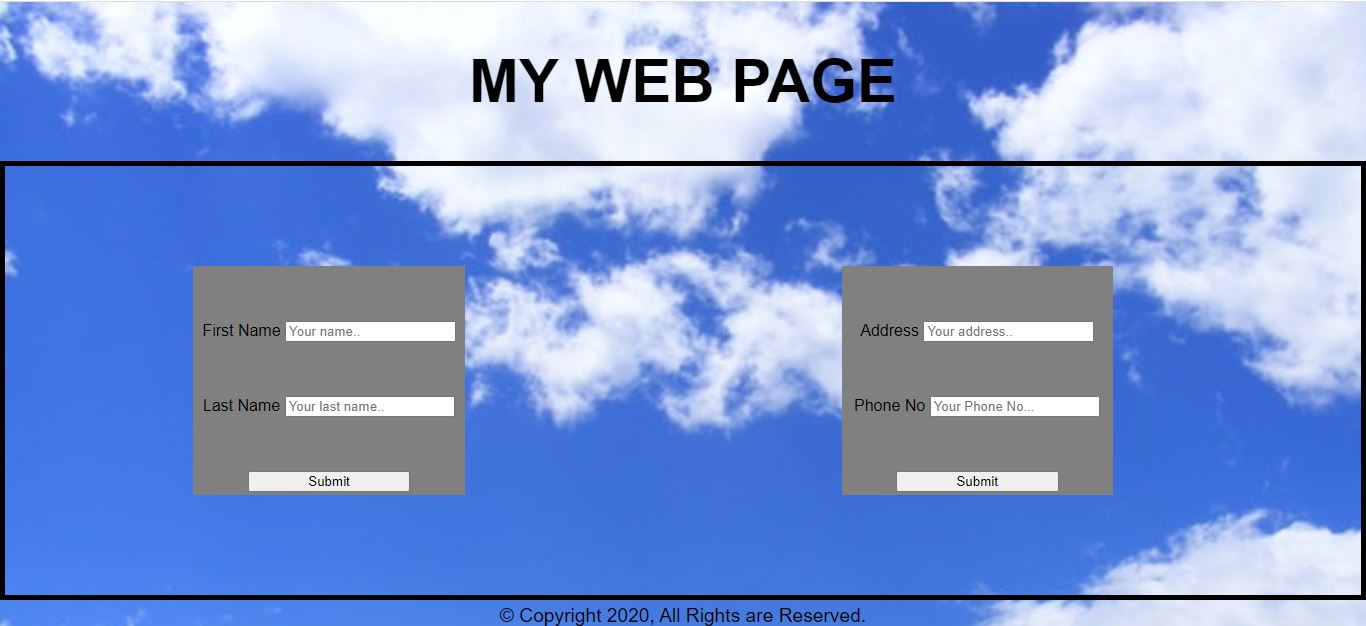 MY WEB PAGE
First Name Your name..
Last Name Your last name..
Submit
Address Your address..
Phone No Your Phone No...
Submit
© Copyright 2020, All Rights are Reserved.